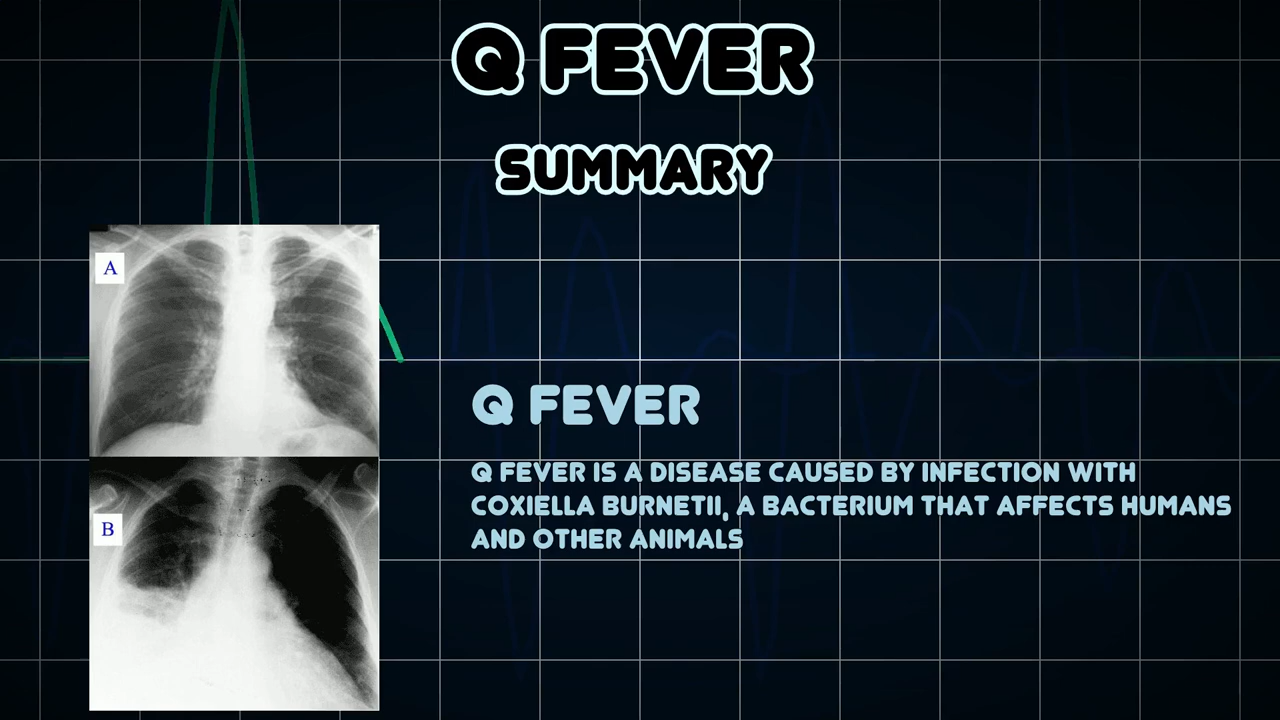 Q FEVER
SUMMARY
A
B
Q FEVER
Q FEVER IS A DISEASE CAUSED BY INFECTION WITH
COXIELLA BURNETII, A BACTERIUM THAT AFFECTS HUMANS
AND OTHER ANIMALS